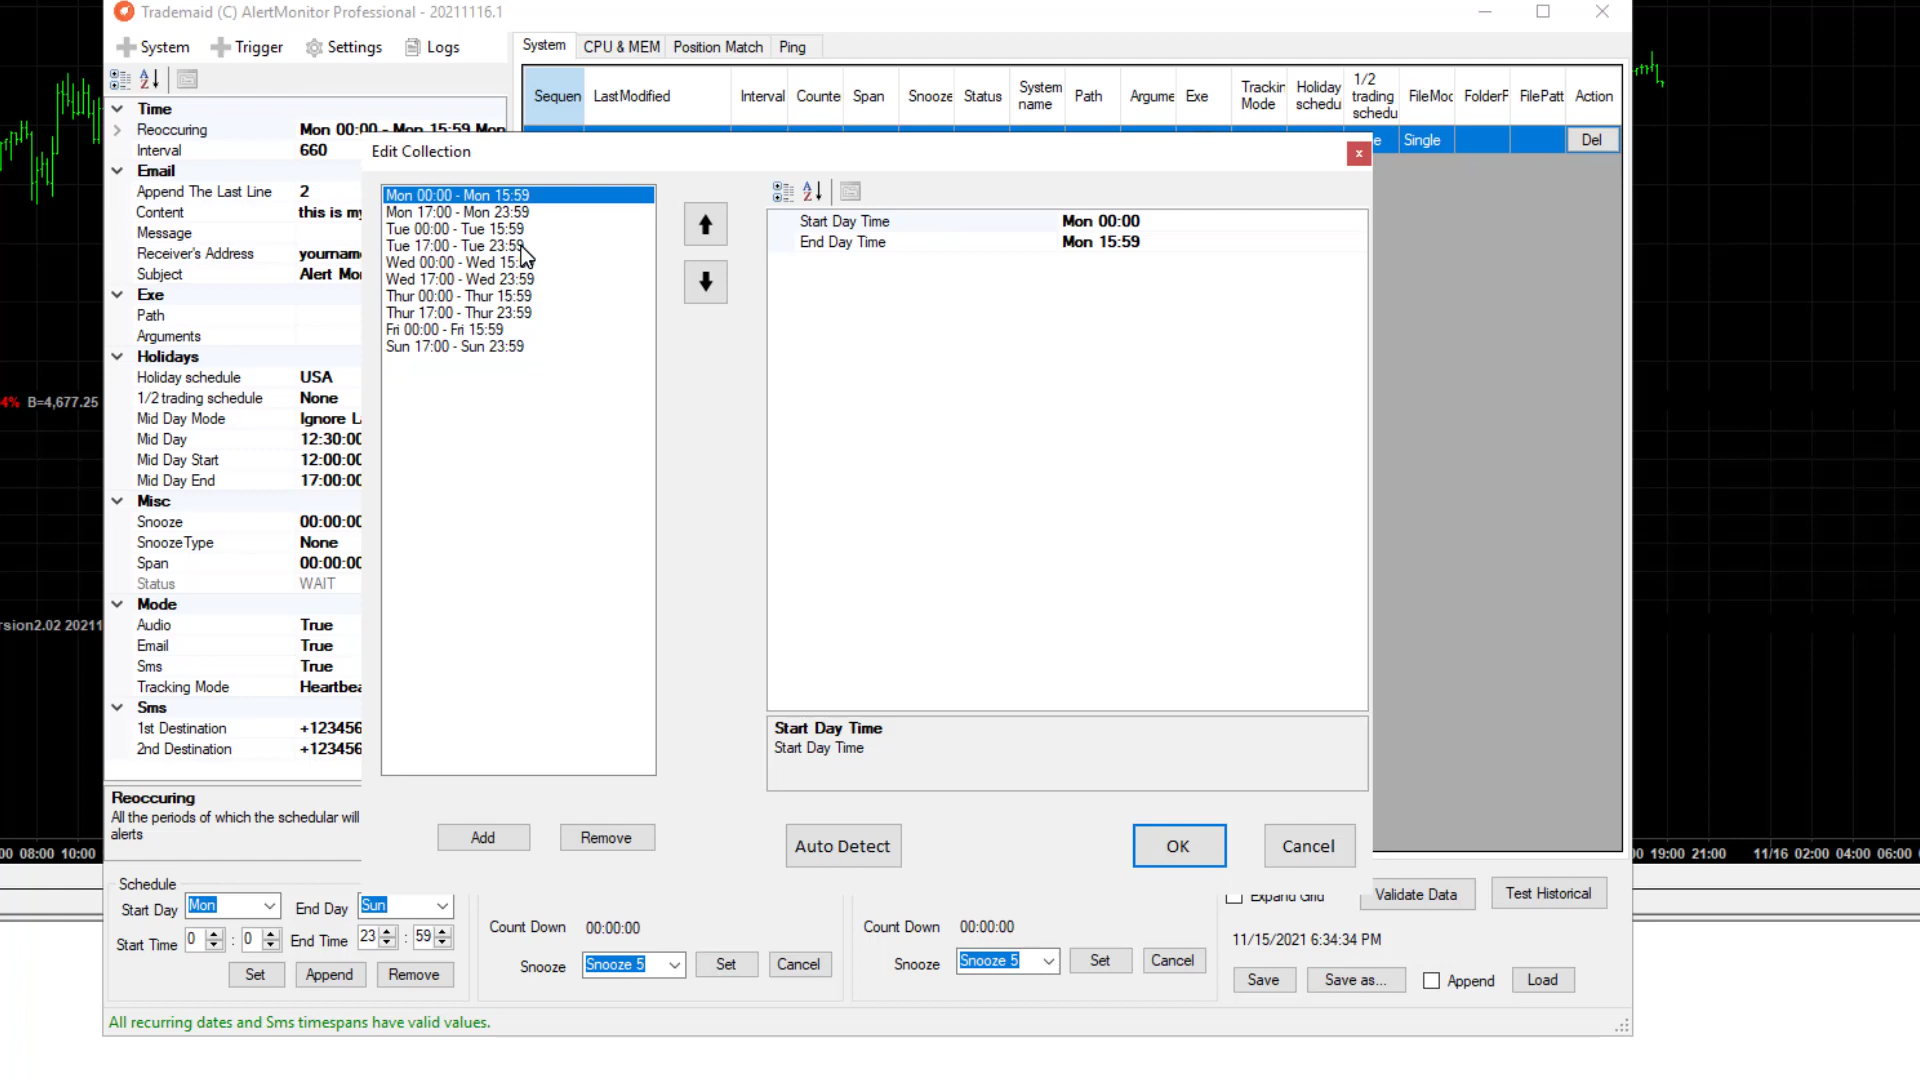 Trademaid (C) AlertMonitor Professional - 20211116.1
System Trigger Settings Logs
System CPU & MEM Position Match Ping
Sequen LastModified Interval Counte Span Snooze Status System name Path Argume Exe Trackin Mode Holiday schedu 1/2 trading schedu FileMod FolderF FilePatt Action
e Single Del
Time
Reoccuring Mon 00:00 - Mon 15:59 Mon
Interval 660
Email
Append The Last Line 2
Content this is my
Message
Receiver's Address yourname
Subject Alert Mon
Exe
Path
Arguments
Holidays
Holiday schedule USA
1/2 trading schedule None
Mid Day Mode Ignore L
Mid Day 12:30:00
Mid Day Start 12:00:00
Mid Day End 17:00:00
Misc
Snooze 00:00:00
SnoozeType None
Span 00:00:00
Status WAIT
Mode
Audio True
Email True
Sms True
Tracking Mode Heartbea
Sms
1st Destination +123456
2nd Destination +123456
Reoccuring
All the periods of which the schedular will
alerts
Edit Collection
x
Mon 00:00 - Mon 15:59
Mon 17:00 - Mon 23:59
Tue 00:00 - Tue 15:59
Tue 17:00 - Tue 23:59
Wed 00:00 - Wed 15:59
Wed 17:00 - Wed 23:59
Thur 00:00 - Thur 15:59
Thur 17:00 - Thur 23:59
Fri 00:00 - Fri 15:59
Sun 17:00 - Sun 23:59
Start Day Time Mon 00:00
End Day Time Mon 15:59
Start Day Time
Start Day Time
Add Remove Auto Detect OK Cancel
Schedule
Start Day Mon End Day Sun
Start Time 0 : 0 End Time 23 : 59
Set Append Remove
Count Down 00:00:00
Snooze Snooze 5 Set Cancel
Count Down 00:00:00
Snooze Snooze 5 Set Cancel
Expand Grid Validate Data Test Historical
11/15/2021 6:34:34 PM
Save Save as... Append Load
All recurring dates and Sms timespans have valid values.
4% B=4,677.25
rsion2.02 20211
00 08:00 10:00
00 19:00 21:00 11/16 02:00 04:00 06:00